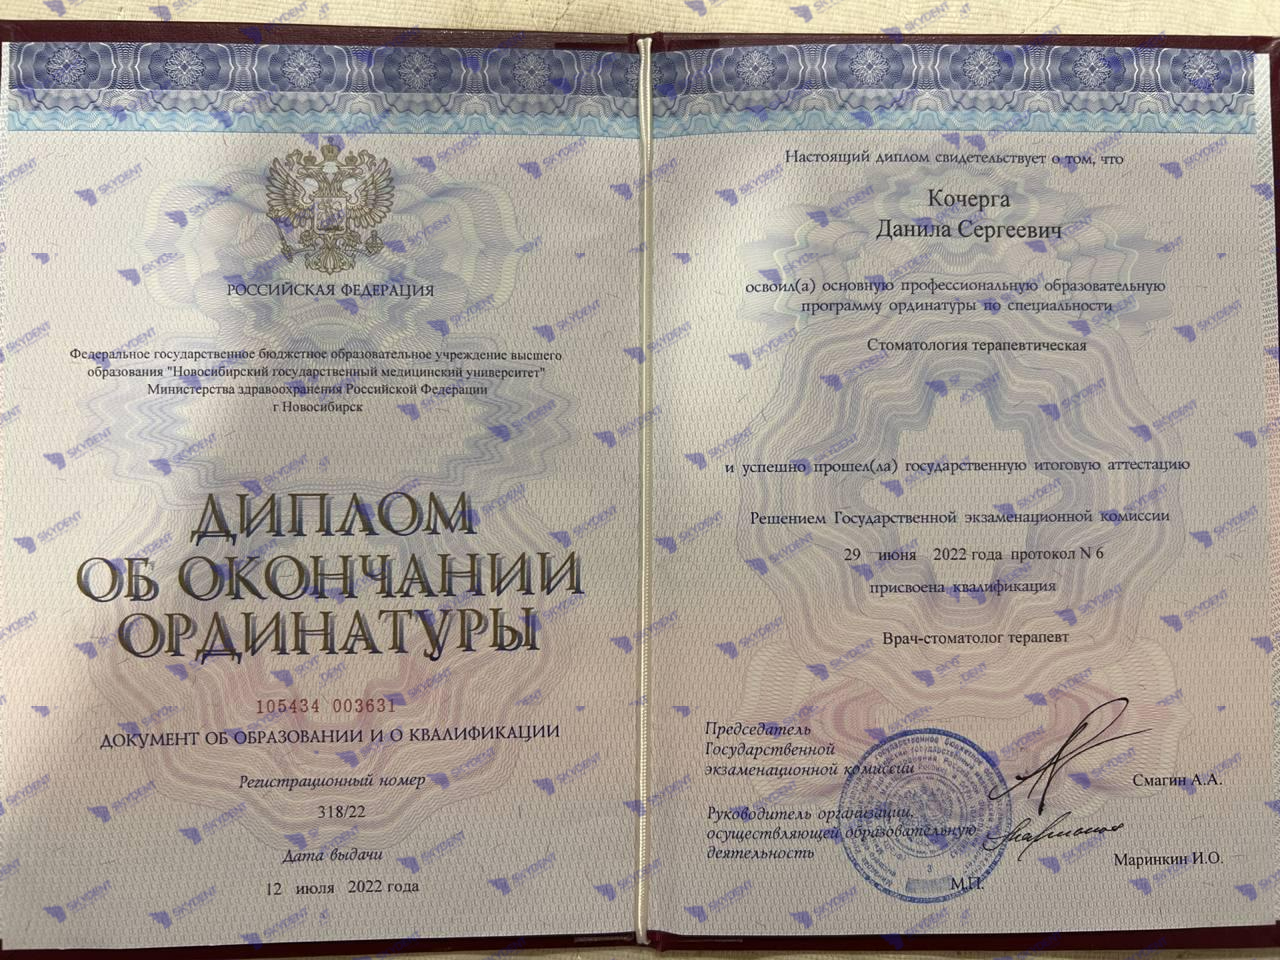 РОССИЙСКАЯ ФЕДЕРАЦИЯ
Федеральное государственное бюджетное образовательное учреждение высшего
образования "Новосибирский государственный медицинский университет"
Министерства здравоохранения Российской Федерации
г Новосибирск
ДИПЛОМ
ОБ ОКОНЧАНИИ
ОРДИНАТУРЫ
105434 003631
ДОКУМЕНТ ОБ ОБРАЗОВАНИИ И О КВАЛИФИКАЦИИ
Регистрационный номер
318/22
Дата выдачи
12 июля 2022 года
Настоящий диплом свидетельствует о том, что
Кочерга
Данила Сергеевич
освоил(а) основную профессиональную образовательную
программу ординатуры по специальности
Стоматология терапевтическая
и успешно прошел(ла) государственную итоговую аттестацию
Решением Государственной экзаменационной комиссии
29 июня 2022 года протокол N 6
присвоена квалификация
Врач-стоматолог терапевт
Председатель
Государственной
экзаменационной комиссии
Смагин А.А.
Руководитель организации,
осуществляющей образовательную
деятельность
Маринкин И.О.
М.П.
SKYDENT